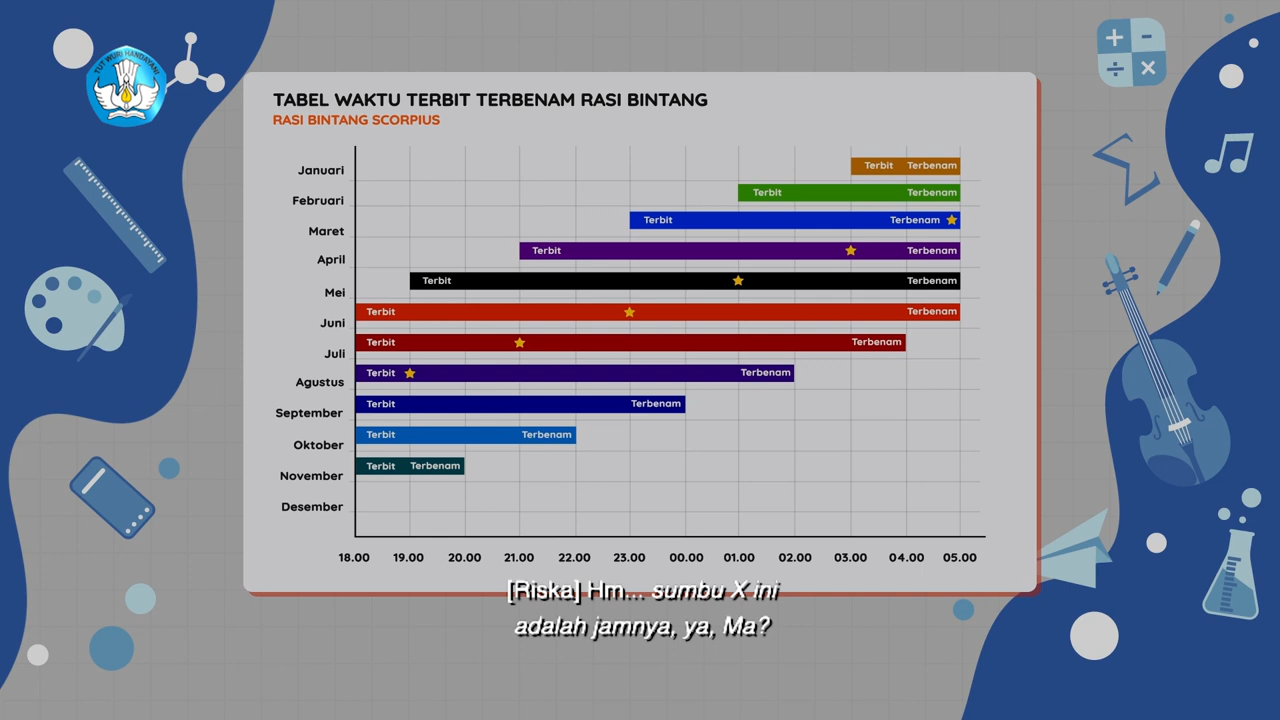 TUT WURI HANDAYANI
TABEL WAKTU TERBIT TERBENAM RASI BINTANG
RASI BINTANG SCORPIUS
Januari Terbit Terbenam
Februari Terbit Terbenam
Maret Terbit Terbenam
April Terbit Terbenam
Mei Terbit Terbenam
Juni Terbit Terbenam
Juli Terbit Terbenam
Agustus Terbit Terbenam
September Terbit Terbenam
Oktober Terbit Terbenam
November Terbit Terbenam
Desember
18.00 19.00 20.00 21.00 22.00 23.00 00.00 01.00 02.00 03.00 04.00 05.00
[Riska] Hm... sumbu X ini
adalah jamnya, ya, Ma?